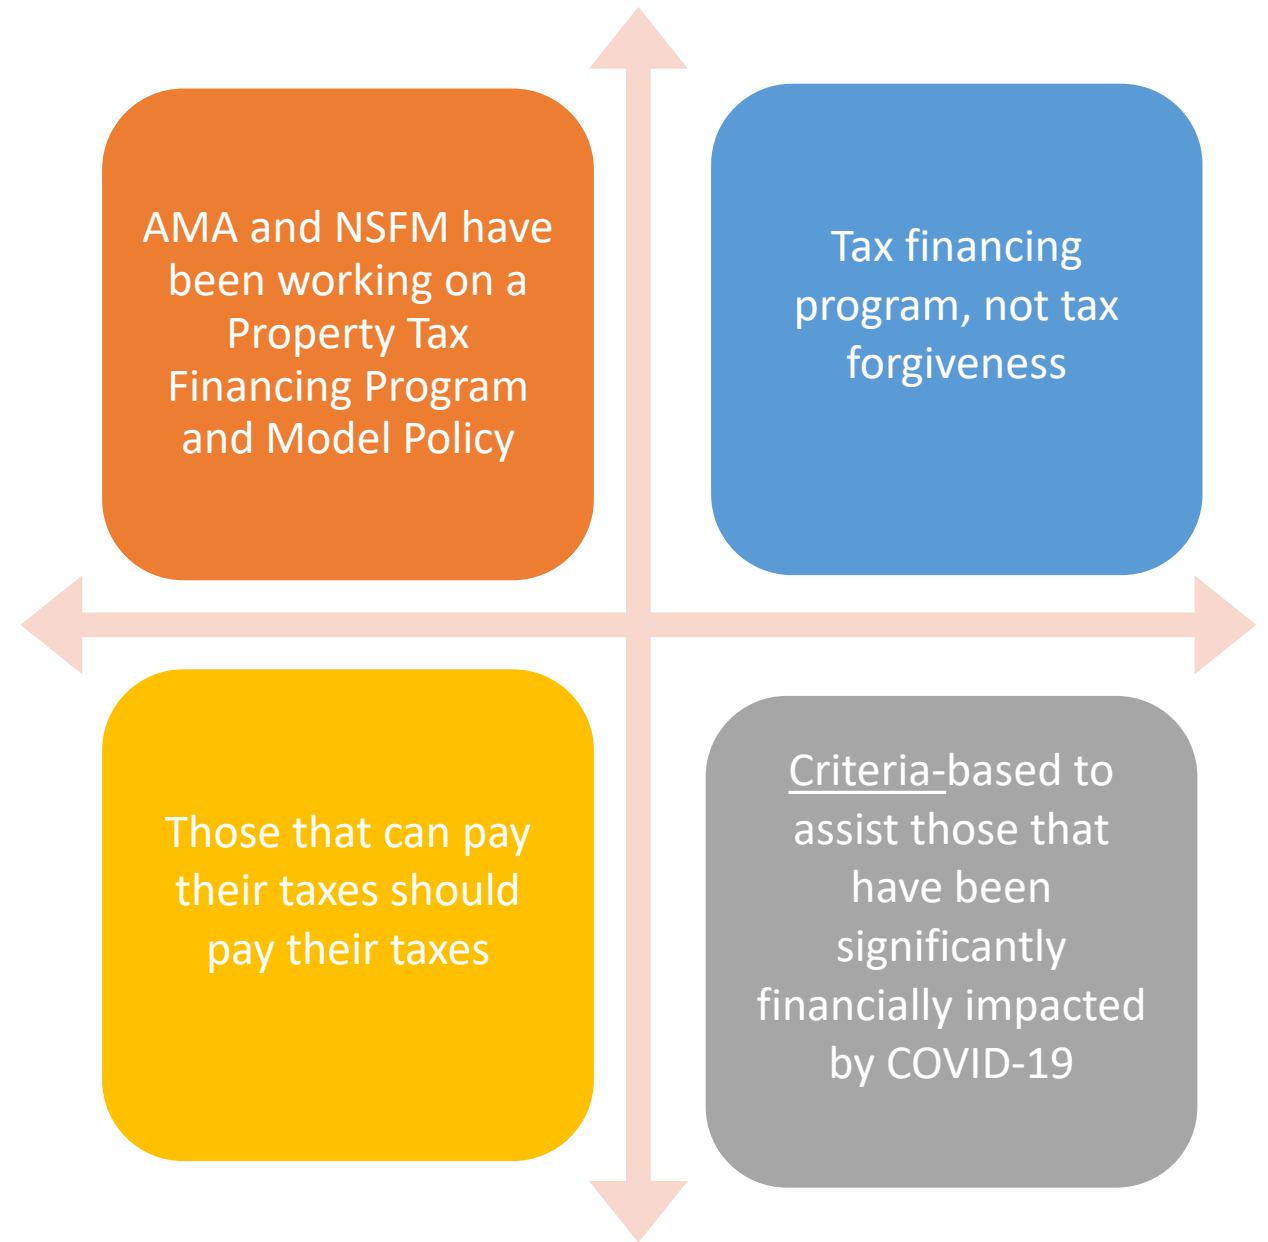 AMA and NSFM have
been working on a
Property Tax
Financing Program
and Model Policy
Tax financing
program, not tax
forgiveness
Those that can pay
their taxes should
pay their taxes
Criteria-based to
assist those that
have been
significantly
financially impacted
by COVID-19